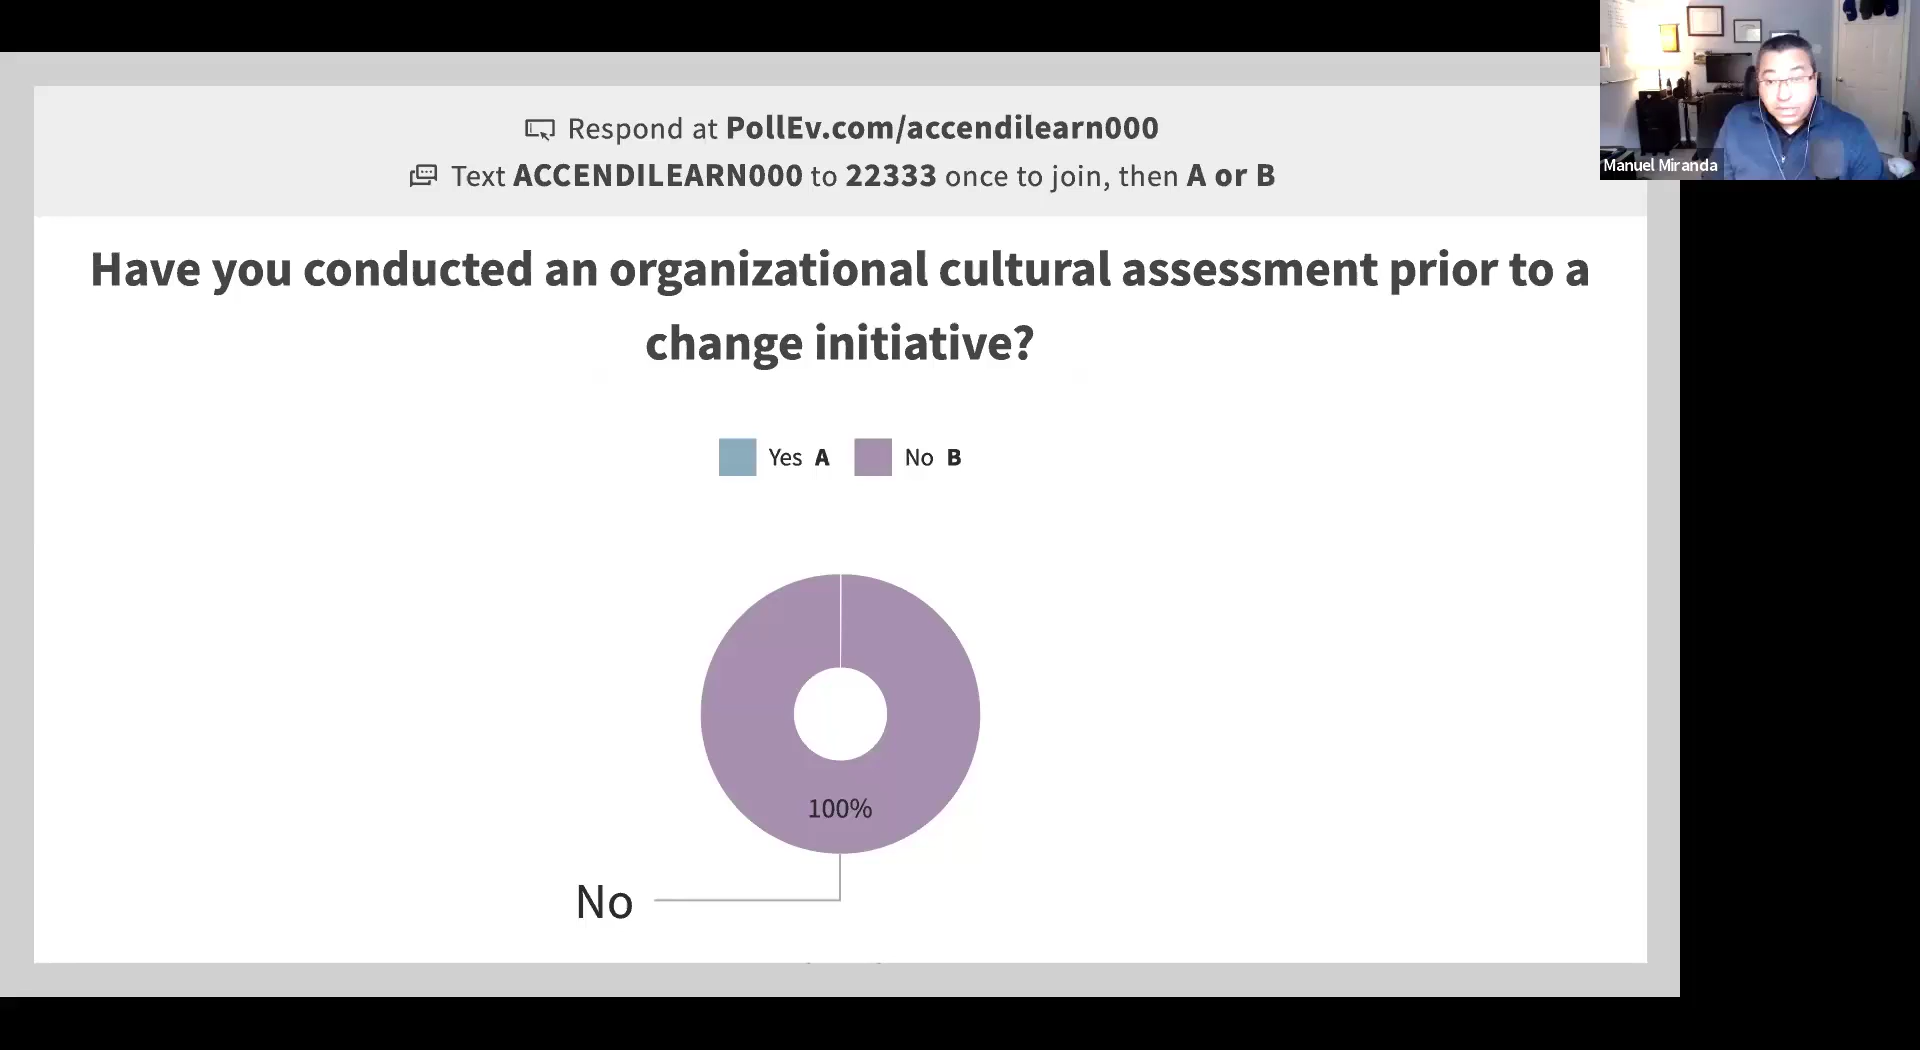 Respond at PollEv.com/accendilearn000
Text ACCENDILEARN000 to 22333 once to join, then A or B
Manuel Miranda
Have you conducted an organizational cultural assessment prior to a
change initiative?
Yes A No B
100%
No